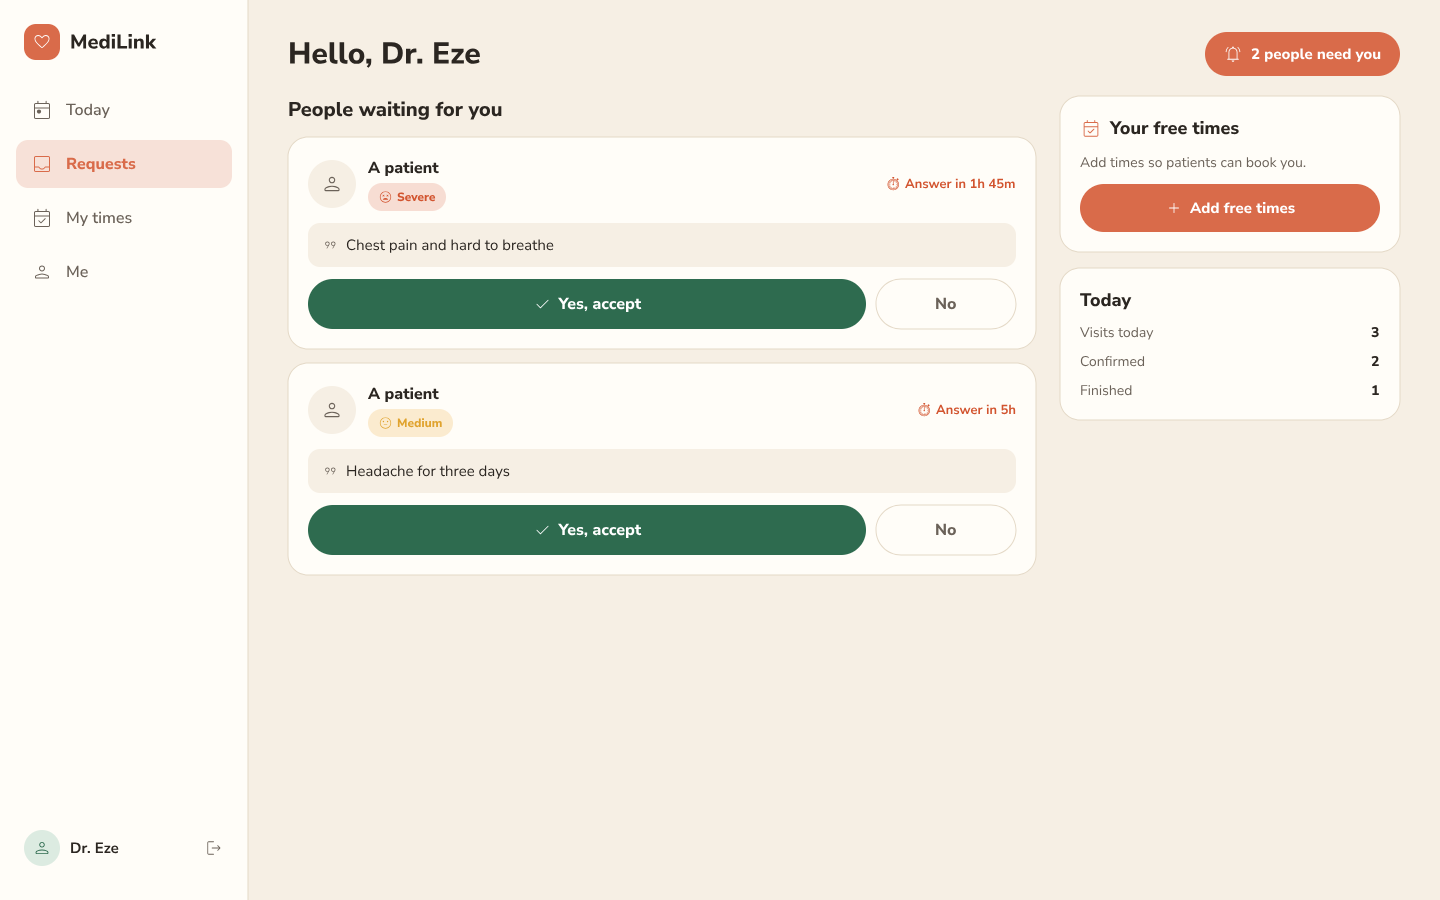 MediLink
Today
Requests
My times
Me
Dr. Eze
Hello, Dr. Eze
2 people need you
People waiting for you
A patient
Severe
Answer in 1h 45m
Chest pain and hard to breathe
Yes, accept
No
A patient
Medium
Answer in 5h
Headache for three days
Yes, accept
No
Your free times
Add times so patients can book you.
+ Add free times
Today
Visits today 3
Confirmed 2
Finished 1